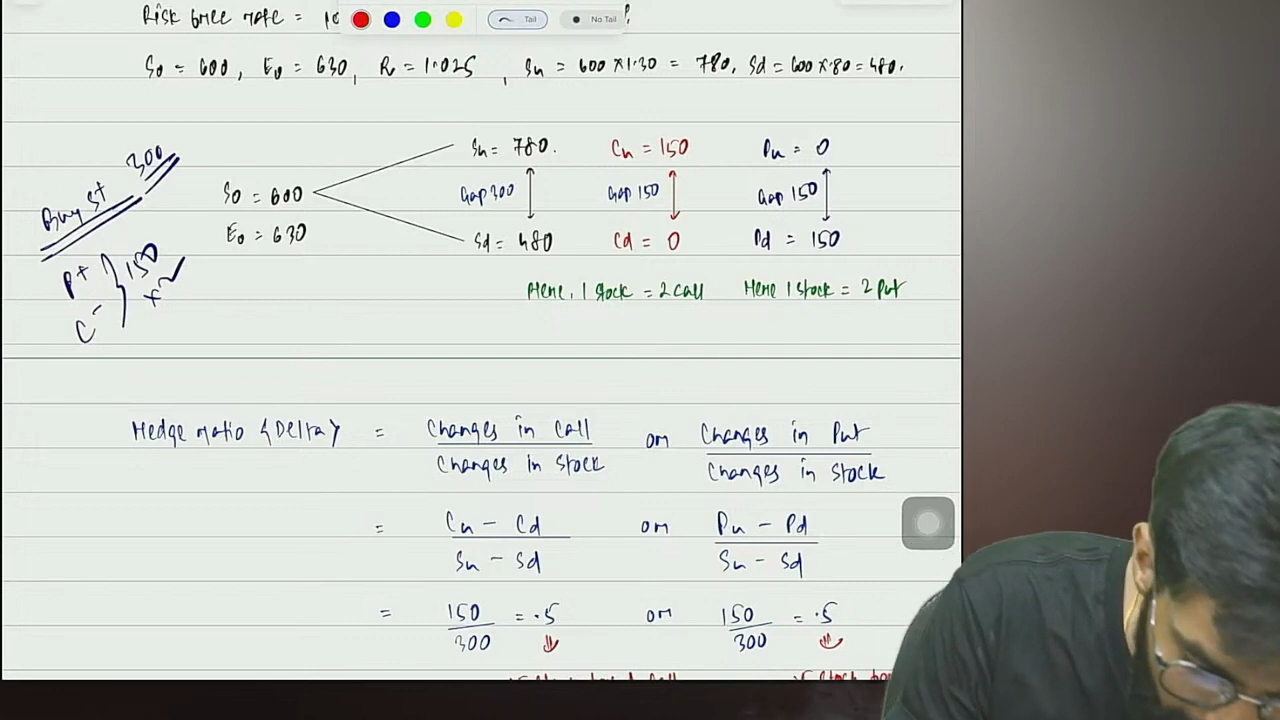 Risk free rate =
Tail
No Tail
S0 = 600, E0 = 630, R = 1.025, Su = 600 x 1.30 = 780, Sd = 600 x .80 = 480.
Su = 780. Cu = 150 Pu = 0
Buy st 300
S0 = 600 Gap 300 Gap 150 Gap 150
E0 = 630 Sd = 480 Cd = 0 Pd = 150
P+ } 150
C- x 2
Here, 1 stock = 2 call Here 1 stock = 2 Put
Hedge ratio {Delta} = Changes in Call or Changes in Put
Changes in Stock Changes in Stock
= Cu - Cd or Pu - Pd
Su - Sd Su - Sd
= 150 = .5 or 150 = .5
300 300